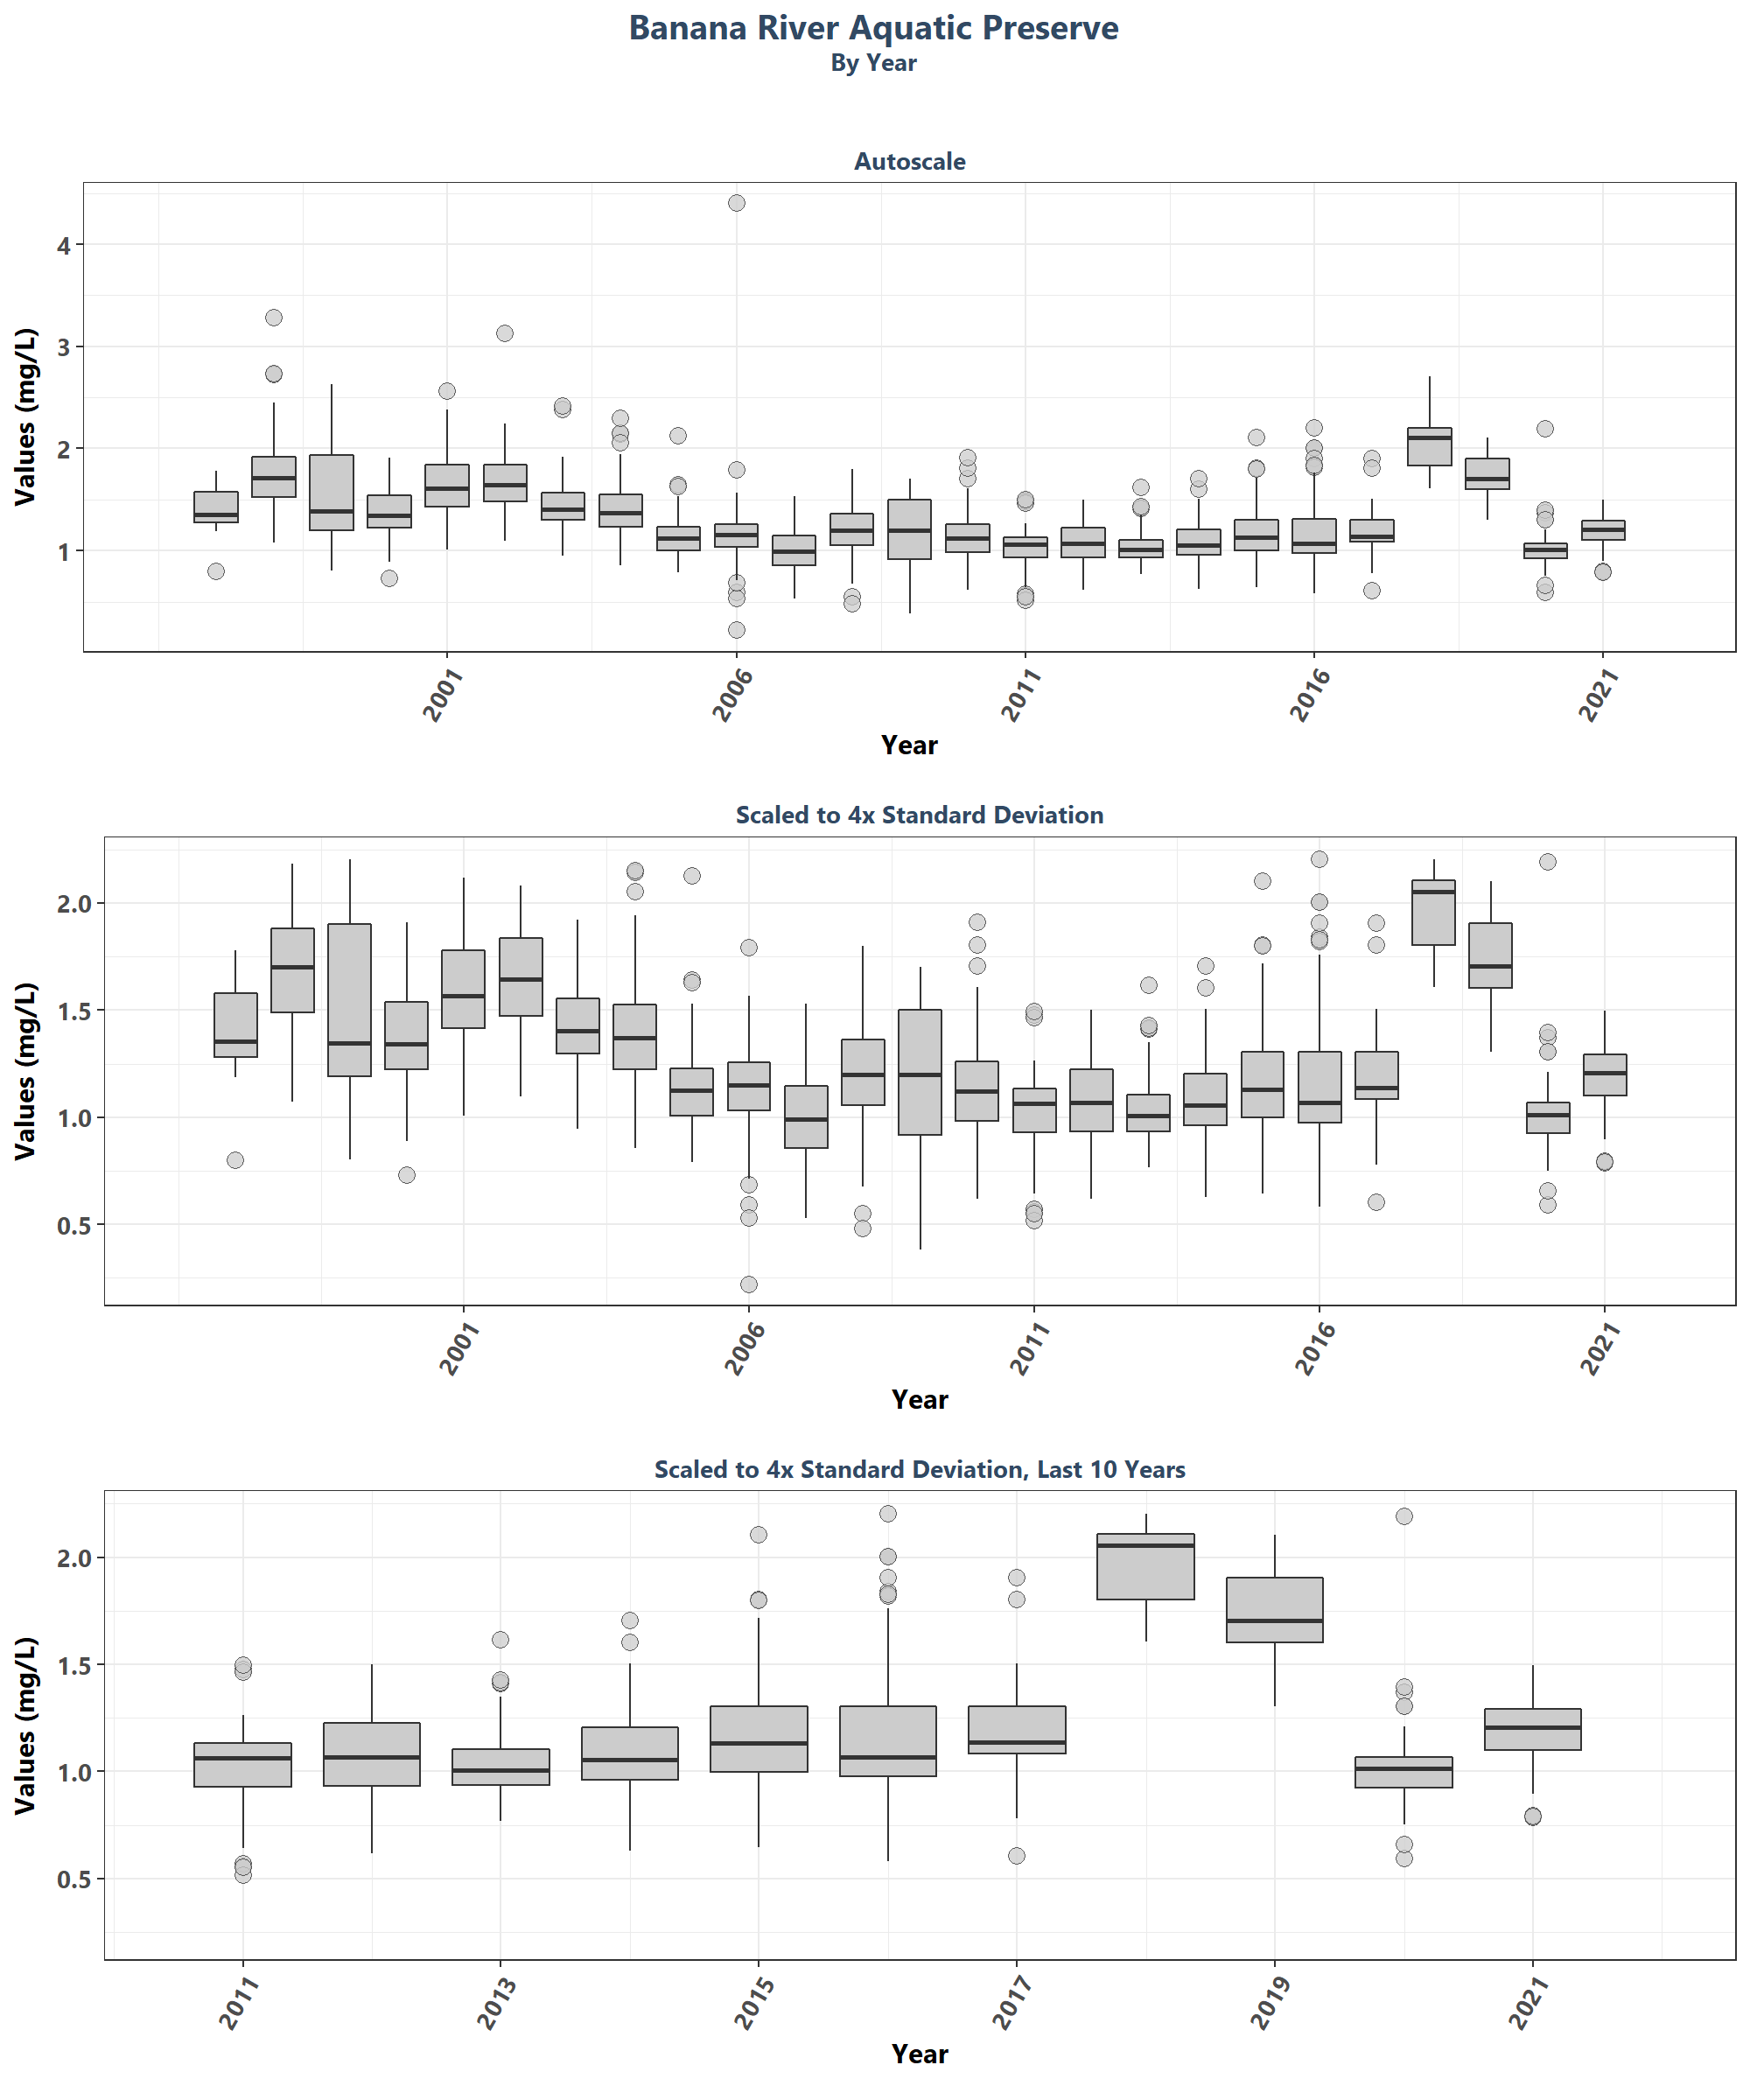 Banana River Aquatic Preserve
By Year
Autoscale
Values (mg/L)
4
3
2
1
2001 2006 2011 2016 2021
Year
Scaled to 4x Standard Deviation
Values (mg/L)
2.0
1.5
1.0
0.5
2001 2006 2011 2016 2021
Year
Scaled to 4x Standard Deviation, Last 10 Years
Values (mg/L)
2.0
1.5
1.0
0.5
2011 2013 2015 2017 2019 2021
Year